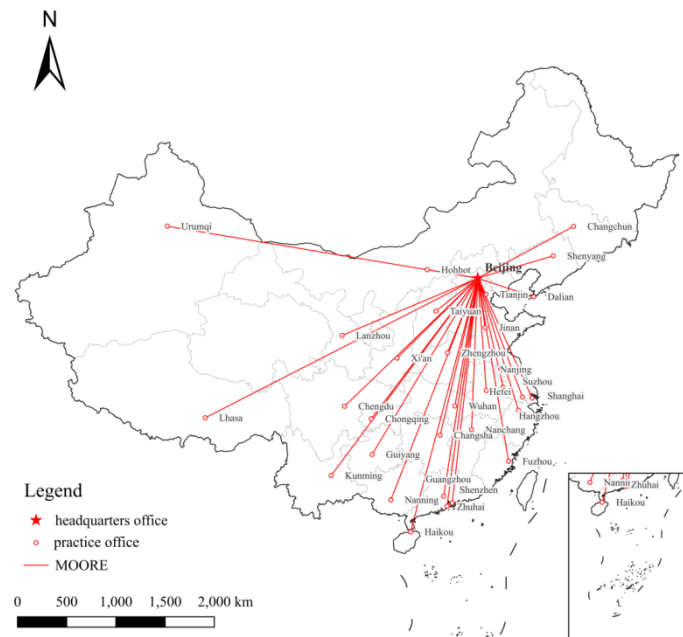 N
Urumqi
Changchun
Shenyang
Hohhot
Beijing
Tianjin
Dalian
Taiyuan
Jinan
Lanzhou
Zhengzhou
Xi'an
Nanjing
Suzhou
Hefei
Shanghai
Chengdu
Wuhan
Hangzhou
Lhasa
Chongqing
Nanchang
Changsha
Guiyang
Fuzhou
Kunming
Guangzhou
Shenzhen
Nanning
Zhuhai
Haikou
Legend
headquarters office
practice office
MOORE
0 500 1,000 1,500 2,000 km
Zhuhai
Haikou